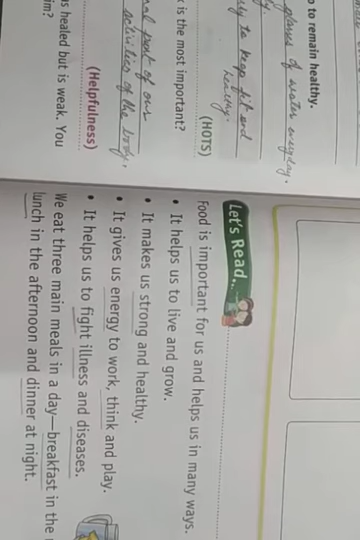 p to remain healthy.
glasses of water everyday.
to keep fit and
healthy.
(HOTS)
is the most important?
part of our
activities of the body.
(Helpfulness)
us healed but is weak. You
im?
Let's Read...
Food is important for us and helps us in many ways.
• It helps us to live and grow.
• It makes us strong and healthy.
• It gives us energy to work, think and play.
• It helps us to fight illness and diseases.
We eat three main meals in a day—breakfast in the
lunch in the afternoon and dinner at night.